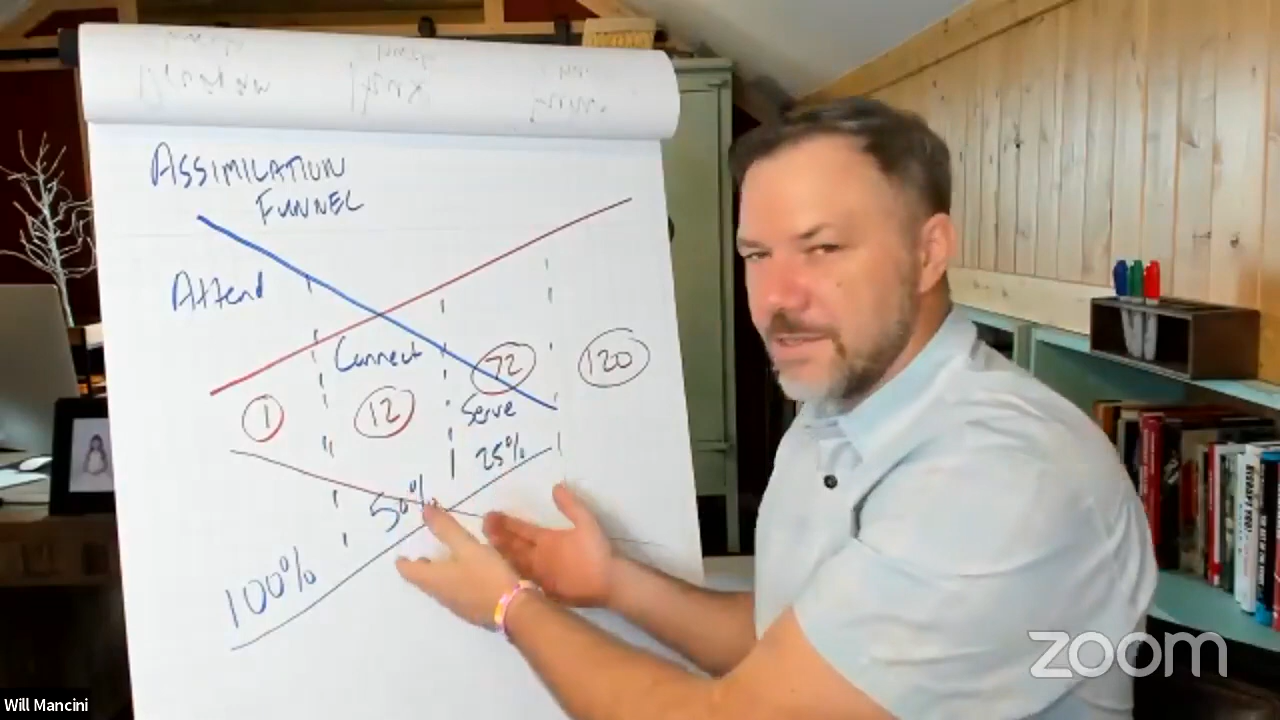 ASSIMILATION
FUNNEL
Attend
Connect
72
120
1
12
Serve
25%
50%
100%
zoom
Will Mancini